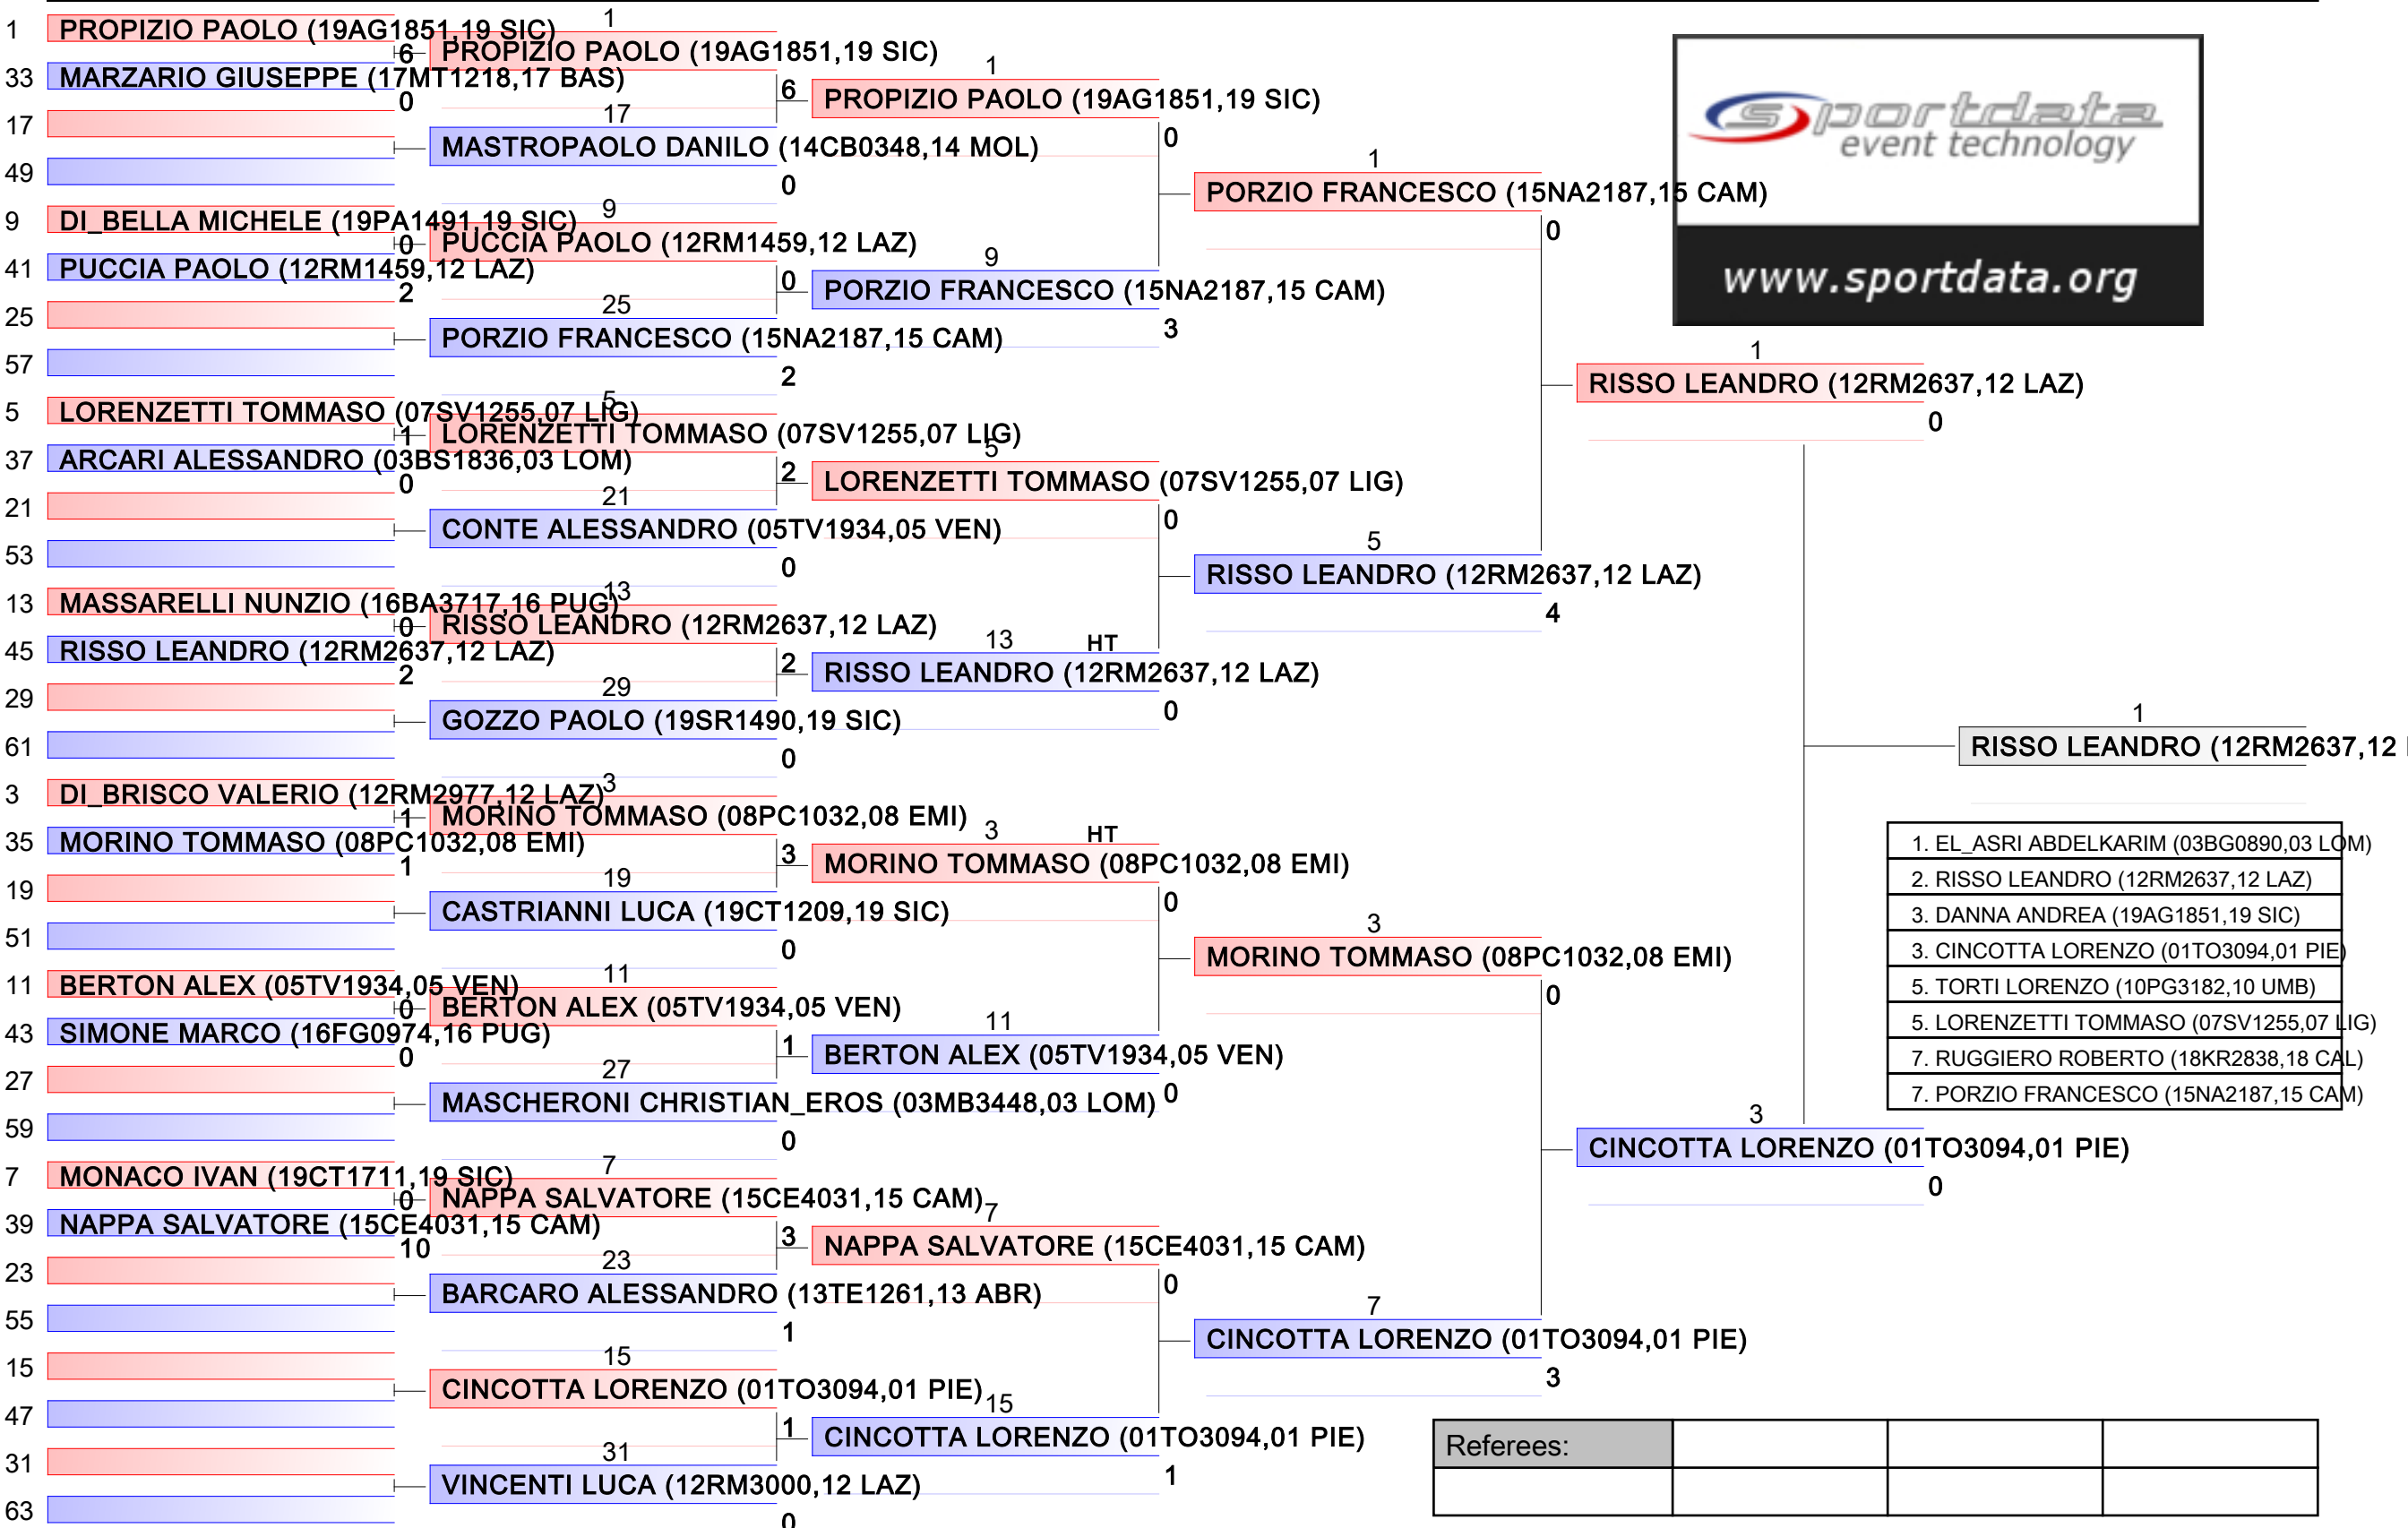 1 PROPIZIO PAOLO (19AG1851,19 SIC)
6
33 MARZARIO GIUSEPPE (17MT1218,17 BAS)
0
17
49
9 DI_BELLA MICHELE (19PA1491,19 SIC)
0
41 PUCCIA PAOLO (12RM1459,12 LAZ)
2
25
57
5 LORENZETTI TOMMASO (07SV1255,07 LIG)
1
37 ARCARI ALESSANDRO (03BS1836,03 LOM)
0
21
53
13 MASSARELLI NUNZIO (16BA3717,16 PUG)
0
45 RISSO LEANDRO (12RM2637,12 LAZ)
2
29
61
3 DI_BRISCO VALERIO (12RM2977,12 LAZ)
1
35 MORINO TOMMASO (08PC1032,08 EMI)
1
19
51
11 BERTON ALEX (05TV1934,05 VEN)
0
43 SIMONE MARCO (16FG0974,16 PUG)
0
27
59
7 MONACO IVAN (19CT1711,19 SIC)
0
39 NAPPA SALVATORE (15CE4031,15 CAM)
10
23
55
15
47
31
63
1
PROPIZIO PAOLO (19AG1851,19 SIC)
6
17
MASTROPAOLO DANILO (14CB0348,14 MOL)
0
9
PUCCIA PAOLO (12RM1459,12 LAZ)
0
25
PORZIO FRANCESCO (15NA2187,15 CAM)
2
5
LORENZETTI TOMMASO (07SV1255,07 LIG)
2
21
CONTE ALESSANDRO (05TV1934,05 VEN)
0
13
RISSO LEANDRO (12RM2637,12 LAZ)
2
29
GOZZO PAOLO (19SR1490,19 SIC)
0
3
MORINO TOMMASO (08PC1032,08 EMI)
3
19
CASTRIANNI LUCA (19CT1209,19 SIC)
0
11
BERTON ALEX (05TV1934,05 VEN)
1
27
MASCHERONI CHRISTIAN_EROS (03MB3448,03 LOM)
0
7
NAPPA SALVATORE (15CE4031,15 CAM)
3
23
BARCARO ALESSANDRO (13TE1261,13 ABR)
1
15
CINCOTTA LORENZO (01TO3094,01 PIE)
1
31
VINCENTI LUCA (12RM3000,12 LAZ)
0
1
PROPIZIO PAOLO (19AG1851,19 SIC)
0
9
PORZIO FRANCESCO (15NA2187,15 CAM)
3
5
LORENZETTI TOMMASO (07SV1255,07 LIG)
0
13 HT
RISSO LEANDRO (12RM2637,12 LAZ)
0
3 HT
MORINO TOMMASO (08PC1032,08 EMI)
0
11
BERTON ALEX (05TV1934,05 VEN)
0
7
NAPPA SALVATORE (15CE4031,15 CAM)
0
15
CINCOTTA LORENZO (01TO3094,01 PIE)
1
1
PORZIO FRANCESCO (15NA2187,15 CAM)
0
5
RISSO LEANDRO (12RM2637,12 LAZ)
4
3
MORINO TOMMASO (08PC1032,08 EMI)
0
7
CINCOTTA LORENZO (01TO3094,01 PIE)
3
sportdata
event technology
www.sportdata.org
1
RISSO LEANDRO (12RM2637,12 LAZ)
0
3
CINCOTTA LORENZO (01TO3094,01 PIE)
0
1
RISSO LEANDRO (12RM2637,12
1. EL_ASRI ABDELKARIM (03BG0890,03 LOM)
2. RISSO LEANDRO (12RM2637,12 LAZ)
3. DANNA ANDREA (19AG1851,19 SIC)
3. CINCOTTA LORENZO (01TO3094,01 PIE)
5. TORTI LORENZO (10PG3182,10 UMB)
5. LORENZETTI TOMMASO (07SV1255,07 LIG)
7. RUGGIERO ROBERTO (18KR2838,18 CAL)
7. PORZIO FRANCESCO (15NA2187,15 CAM)
Referees: